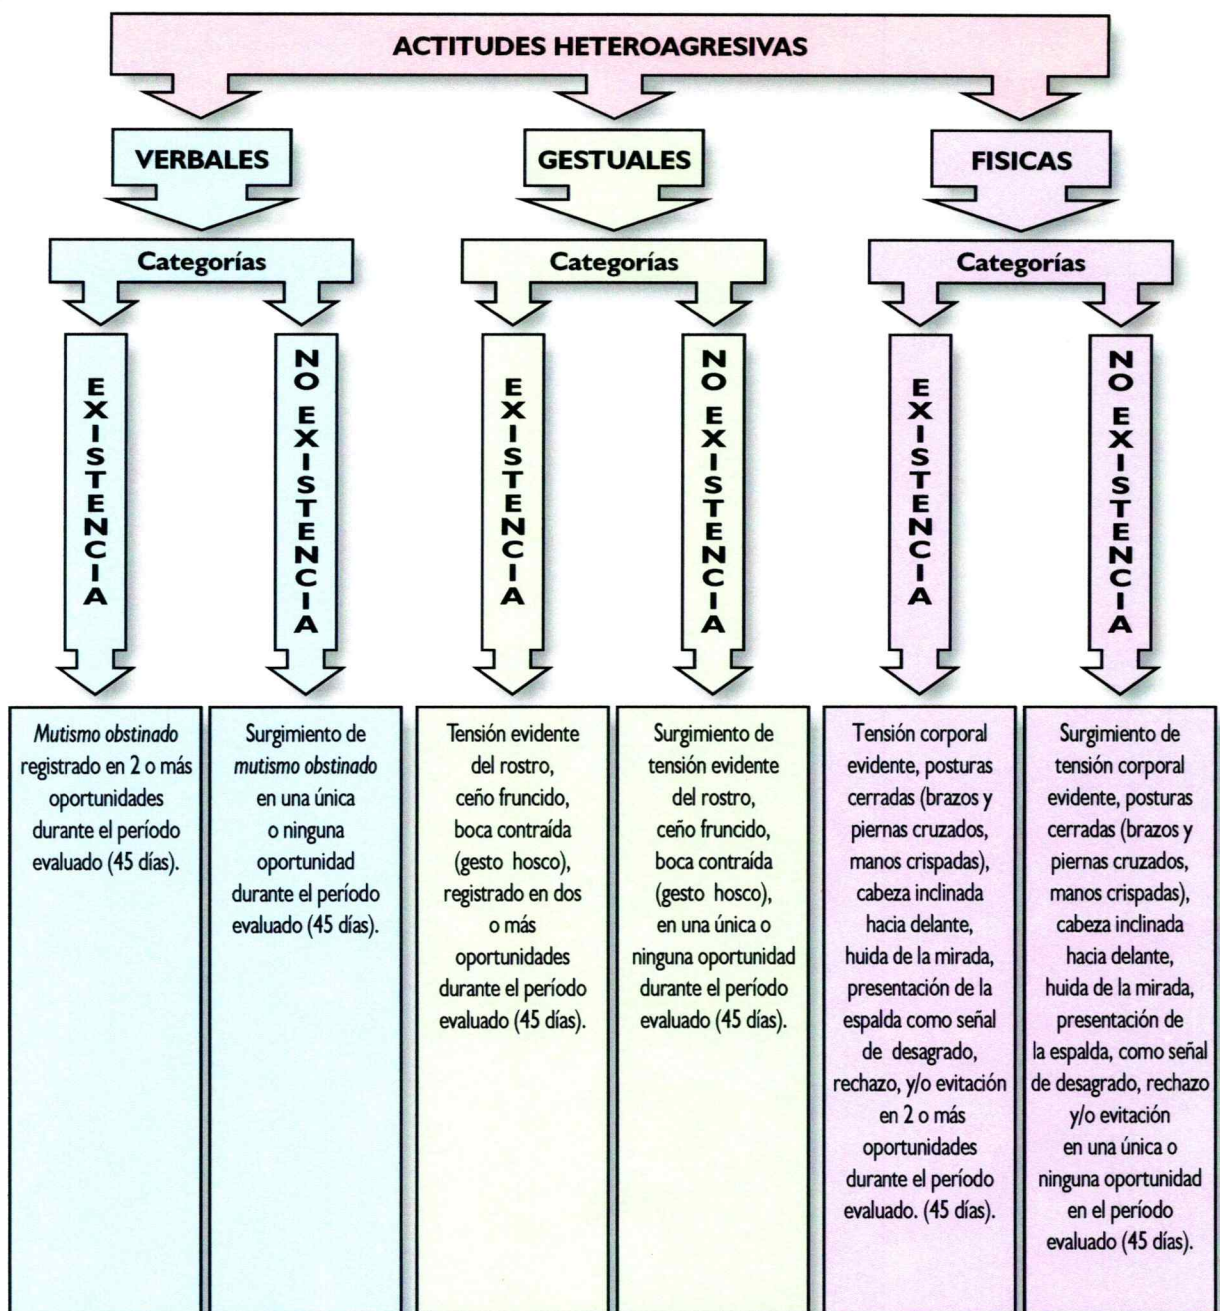 ACTITUDES HETEROAGRESIVAS
VERBALES
GESTUALES
FISICAS
Categorías
Categorías
Categorías
EXISTENCIA
NO EXISTENCIA
EXISTENCIA
NO EXISTENCIA
EXISTENCIA
NO EXISTENCIA
Mutismo obstinado
registrado en 2 o más
oportunidades
durante el período
evaluado (45 días).
Surgimiento de
mutismo obstinado
en una única
o ninguna
oportunidad
durante el período
evaluado (45 días).
Tensión evidente
del rostro,
ceño fruncido,
boca contraída
(gesto hosco),
registrado en dos
o más
oportunidades
durante el período
evaluado (45 días).
Surgimiento de
tensión evidente
del rostro,
ceño fruncido,
boca contraída
(gesto hosco),
en una única o
ninguna oportunidad
durante el período
evaluado (45 días).
Tensión corporal
evidente, posturas
cerradas (brazos y
piernas cruzados,
manos crispadas),
cabeza inclinada
hacia delante,
huida de la mirada,
presentación de la
espalda como señal
de desagrado,
rechazo, y/o evitación
en 2 o más
oportunidades
durante el período
evaluado. (45 días).
Surgimiento de
tensión corporal
evidente, posturas
cerradas (brazos y
piernas cruzados,
manos crispadas),
cabeza inclinada
hacia delante,
huida de la mirada,
presentación de
la espalda, como señal
de desagrado, rechazo
y/o evitación
en una única o
ninguna oportunidad
en el período
evaluado (45 días).